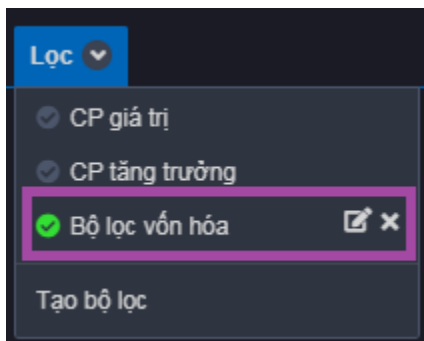 Lọc
CP giá trị
CP tăng trưởng
Bộ lọc vốn hóa
Tạo bộ lọc